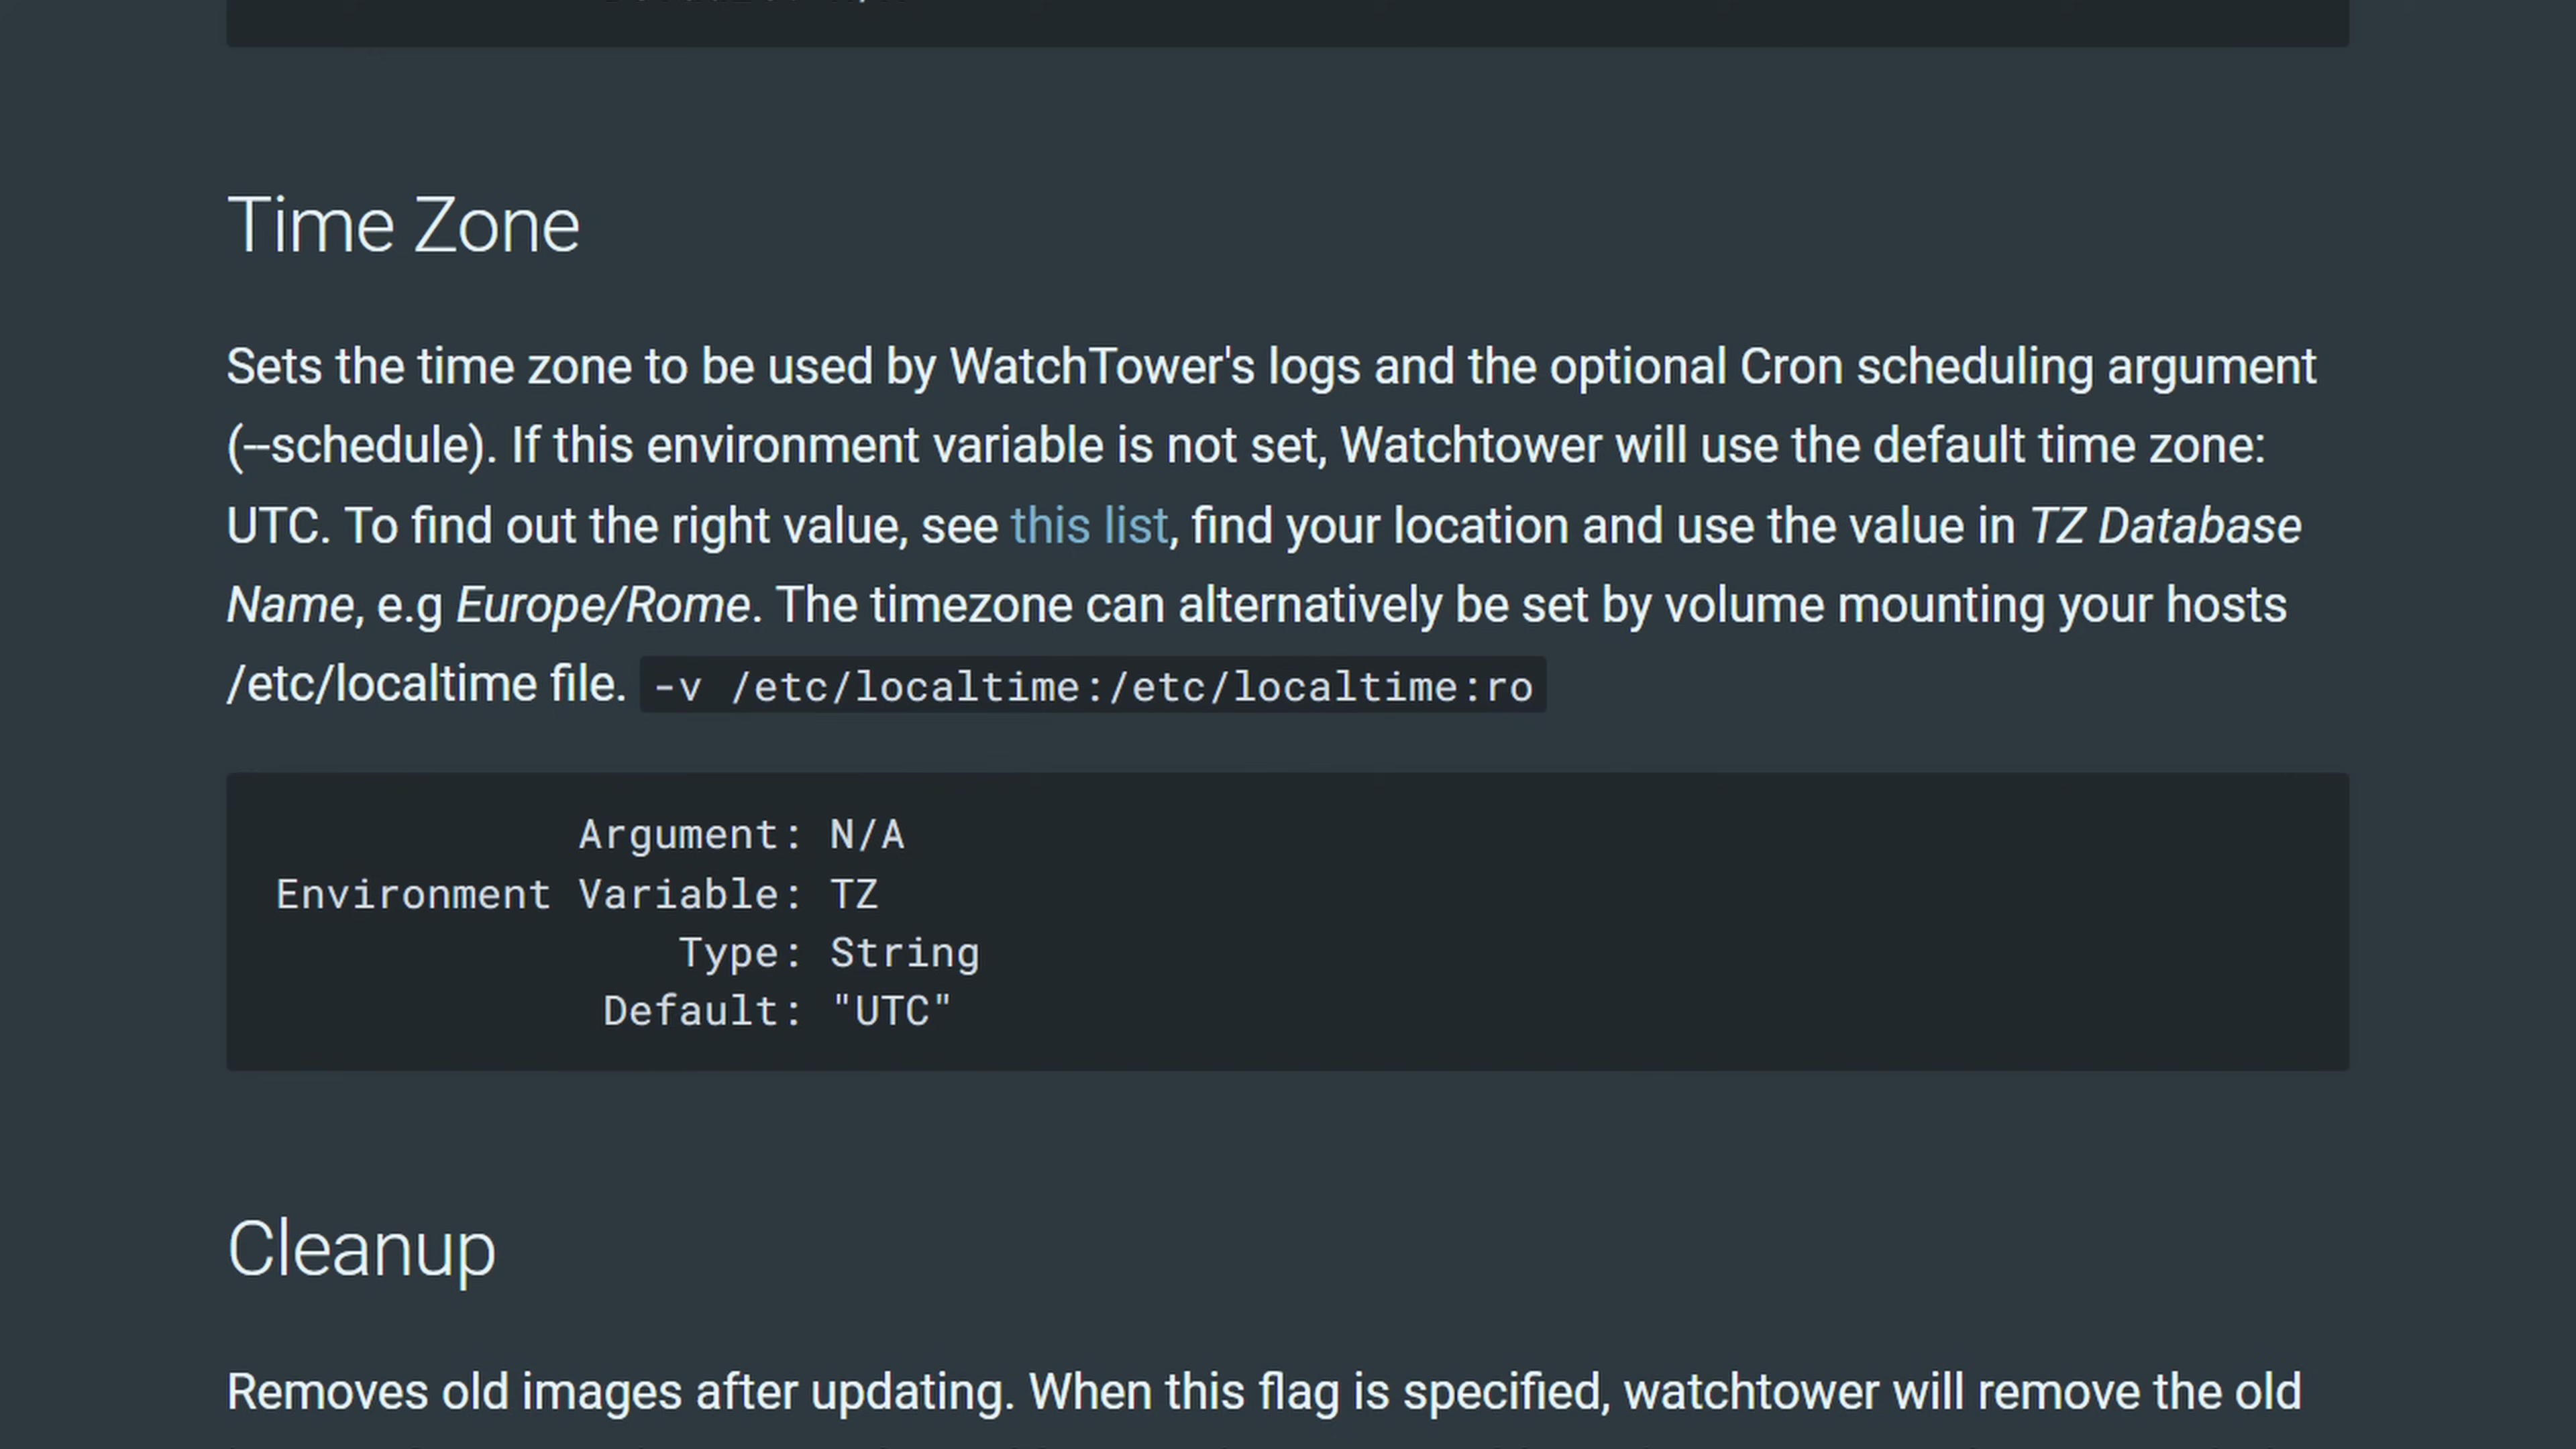 Time Zone
Sets the time zone to be used by WatchTower's logs and the optional Cron scheduling argument
(--schedule). If this environment variable is not set, Watchtower will use the default time zone:
UTC. To find out the right value, see this list, find your location and use the value in TZ Database
Name, e.g Europe/Rome. The timezone can alternatively be set by volume mounting your hosts
/etc/localtime file. -v /etc/localtime:/etc/localtime:ro
Argument: N/A
Environment Variable: TZ
Type: String
Default: "UTC"
Cleanup
Removes old images after updating. When this flag is specified, watchtower will remove the old